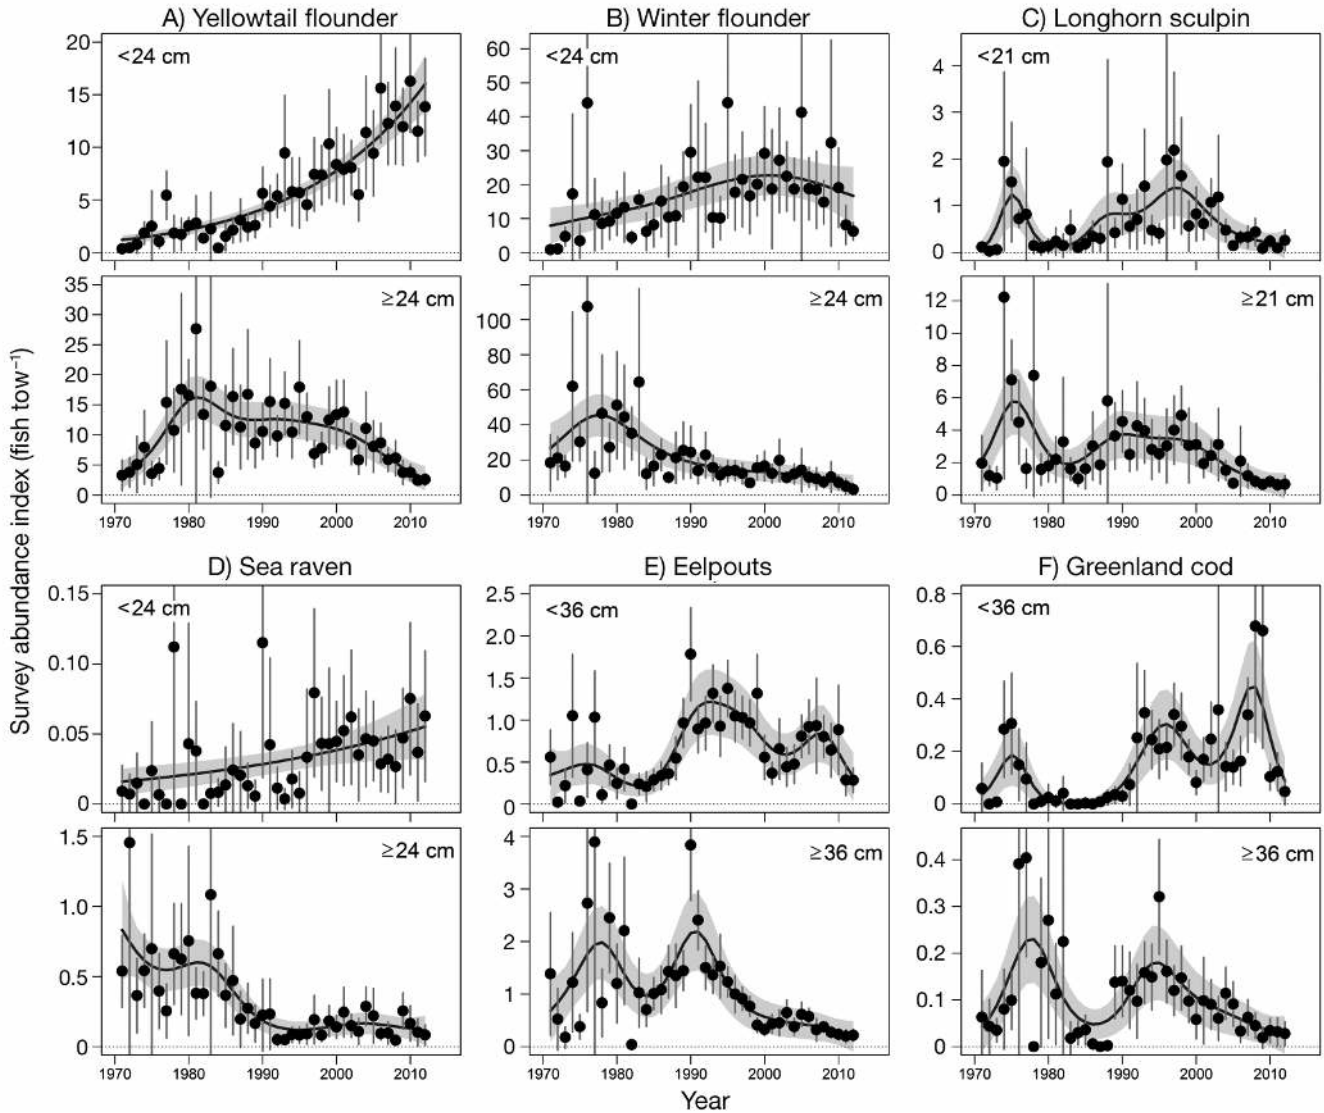 A) Yellowtail flounder
B) Winter flounder
C) Longhorn sculpin
<24 cm
20
15
10
5
0
<24 cm
60
50
40
30
20
10
0
<21 cm
4
3
2
1
0
≥24 cm
35
30
25
20
15
10
5
0
1970 1980 1990 2000 2010
≥24 cm
100
80
60
40
20
0
1970 1980 1990 2000 2010
≥21 cm
12
10
8
6
4
2
0
1970 1980 1990 2000 2010
Survey abundance index (fish tow⁻¹)
D) Sea raven
E) Eelpouts
F) Greenland cod
<24 cm
0.15
0.10
0.05
0
<36 cm
2.5
2.0
1.5
1.0
0.5
0
<36 cm
0.8
0.6
0.4
0.2
0
≥24 cm
1.5
1.0
0.5
0
1970 1980 1990 2000 2010
≥36 cm
4
3
2
1
0
1970 1980 1990 2000 2010
≥36 cm
0.4
0.3
0.2
0.1
0
1970 1980 1990 2000 2010
Year